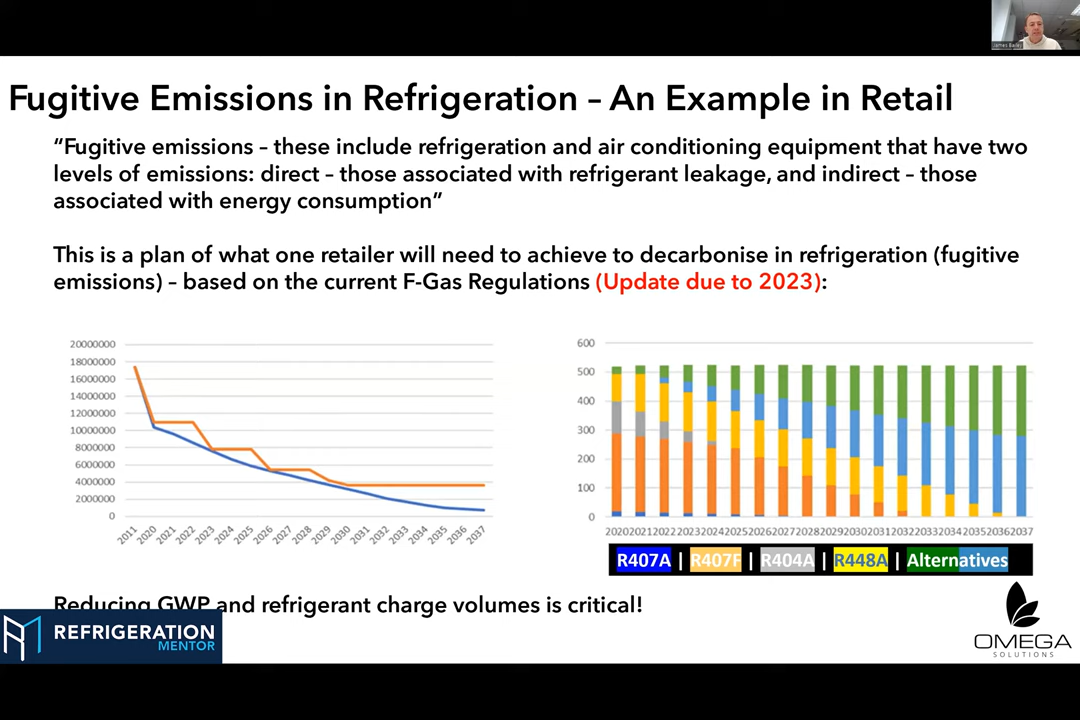 James Bailey
Fugitive Emissions in Refrigeration – An Example in Retail
“Fugitive emissions – these include refrigeration and air conditioning equipment that have two
levels of emissions: direct – those associated with refrigerant leakage, and indirect – those
associated with energy consumption”
This is a plan of what one retailer will need to achieve to decarbonise in refrigeration (fugitive
emissions) – based on the current F-Gas Regulations (Update due to 2023):
20000000
18000000
16000000
14000000
12000000
10000000
8000000
6000000
4000000
2000000
0
2011 2020 2021 2022 2023 2024 2025 2026 2027 2028 2029 2030 2031 2032 2033 2034 2035 2036 2037
600
500
400
300
200
100
0
2020 2021 2022 2023 2024 2025 2026 2027 2028 2029 2030 2031 2032 2033 2034 2035 2036 2037
R407A | R407F | R404A | R448A | Alternatives
Reducing GWP and refrigerant charge volumes is critical!
REFRIGERATION
MENTOR
OMEGA
SOLUTIONS